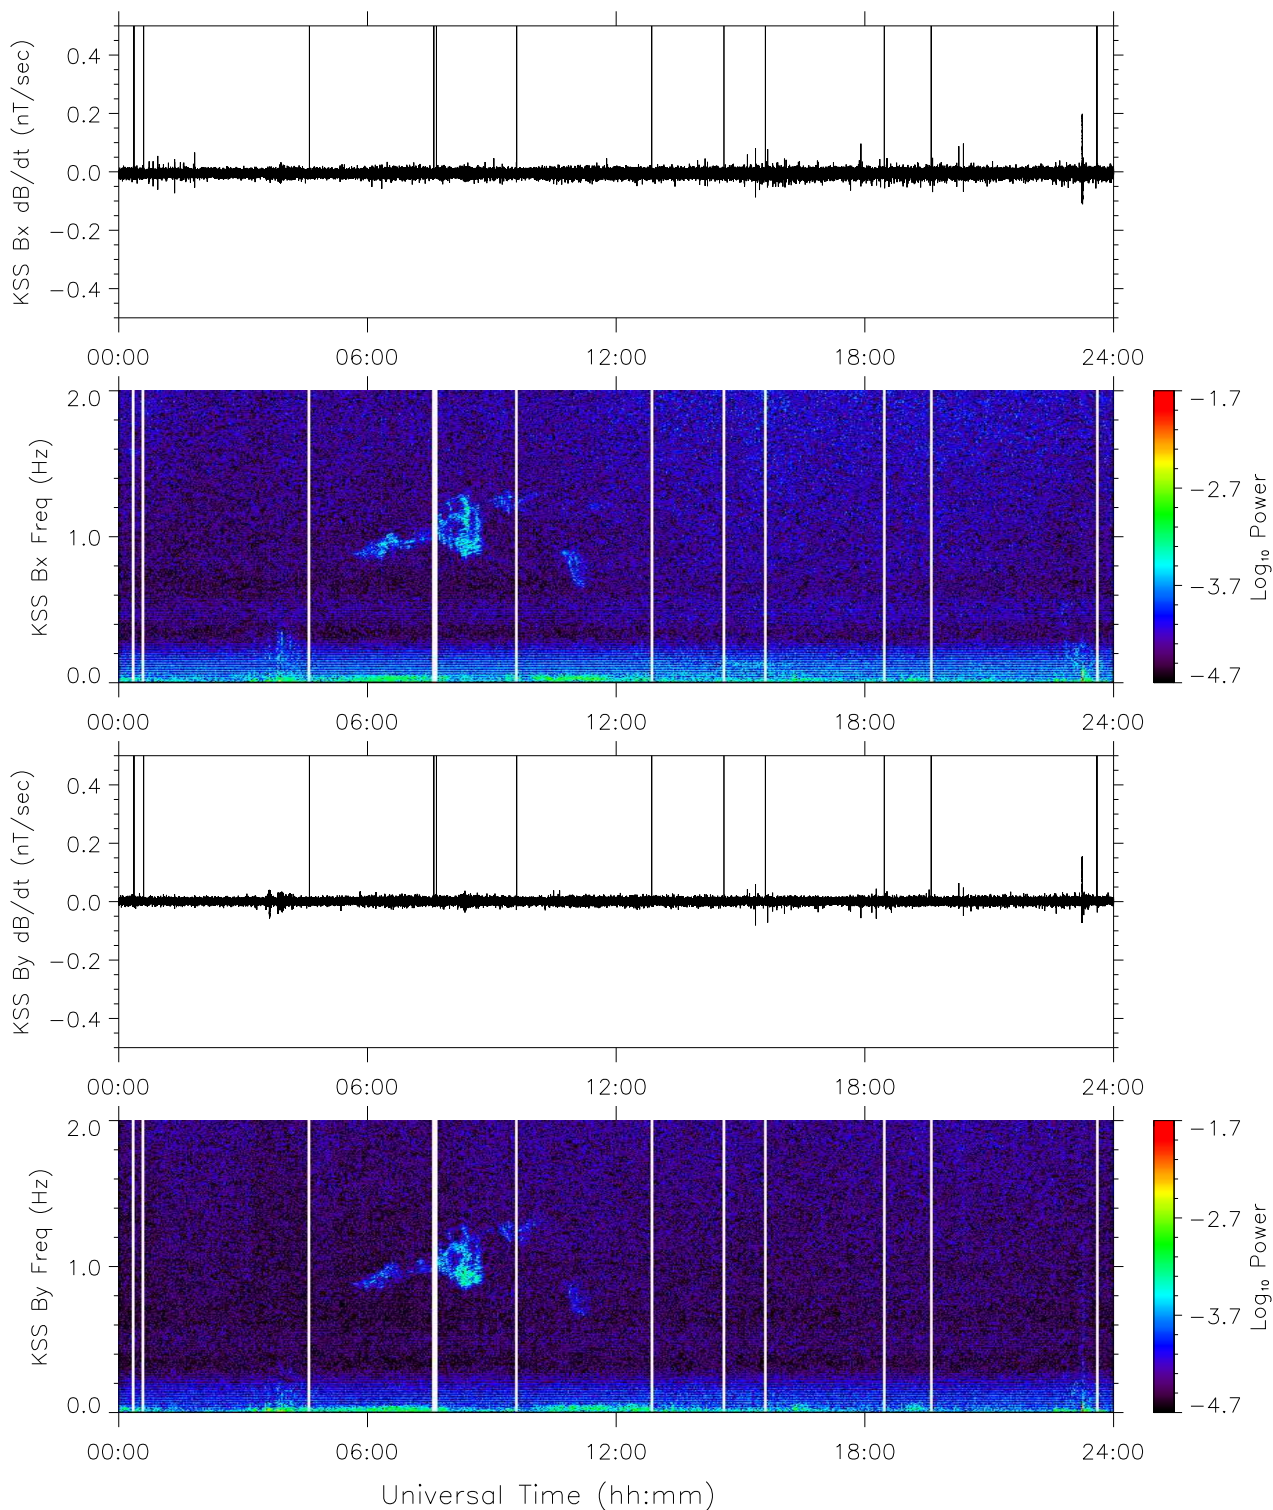 KSS Bx dB/dt (nT/sec)
0.4
0.2
0.0
−0.2
−0.4
00:00 06:00 12:00 18:00 24:00
KSS Bx Freq (Hz)
2.0
1.0
0.0
−1.7
−2.7
−3.7
−4.7
Log₁₀ Power
00:00 06:00 12:00 18:00 24:00
KSS By dB/dt (nT/sec)
0.4
0.2
0.0
−0.2
−0.4
00:00 06:00 12:00 18:00 24:00
KSS By Freq (Hz)
2.0
1.0
0.0
−1.7
−2.7
−3.7
−4.7
Log₁₀ Power
00:00 06:00 12:00 18:00 24:00
Universal Time (hh:mm)